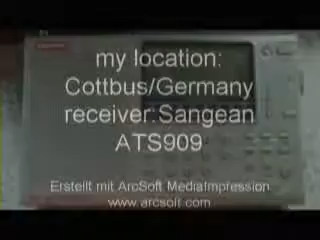 my location:
Cottbus/Germany
receiver:Sangean
ATS909
Erstellt mit ArcSoft MediaImpression
www.arcsoft.com